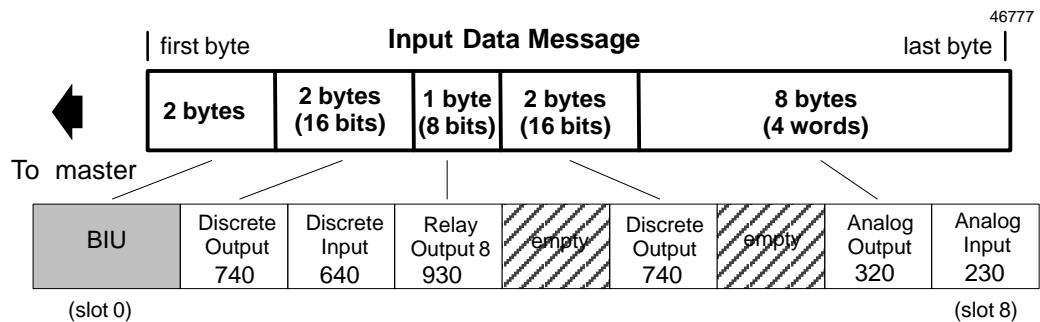 46777
first byte Input Data Message last byte
2 bytes
2 bytes
(16 bits)
1 byte
(8 bits)
2 bytes
(16 bits)
8 bytes
(4 words)
To master
BIU
Discrete
Output
740
Discrete
Input
640
Relay
Output 8
930
empty
Discrete
Output
740
empty
Analog
Output
320
Analog
Input
230
(slot 0)
(slot 8)